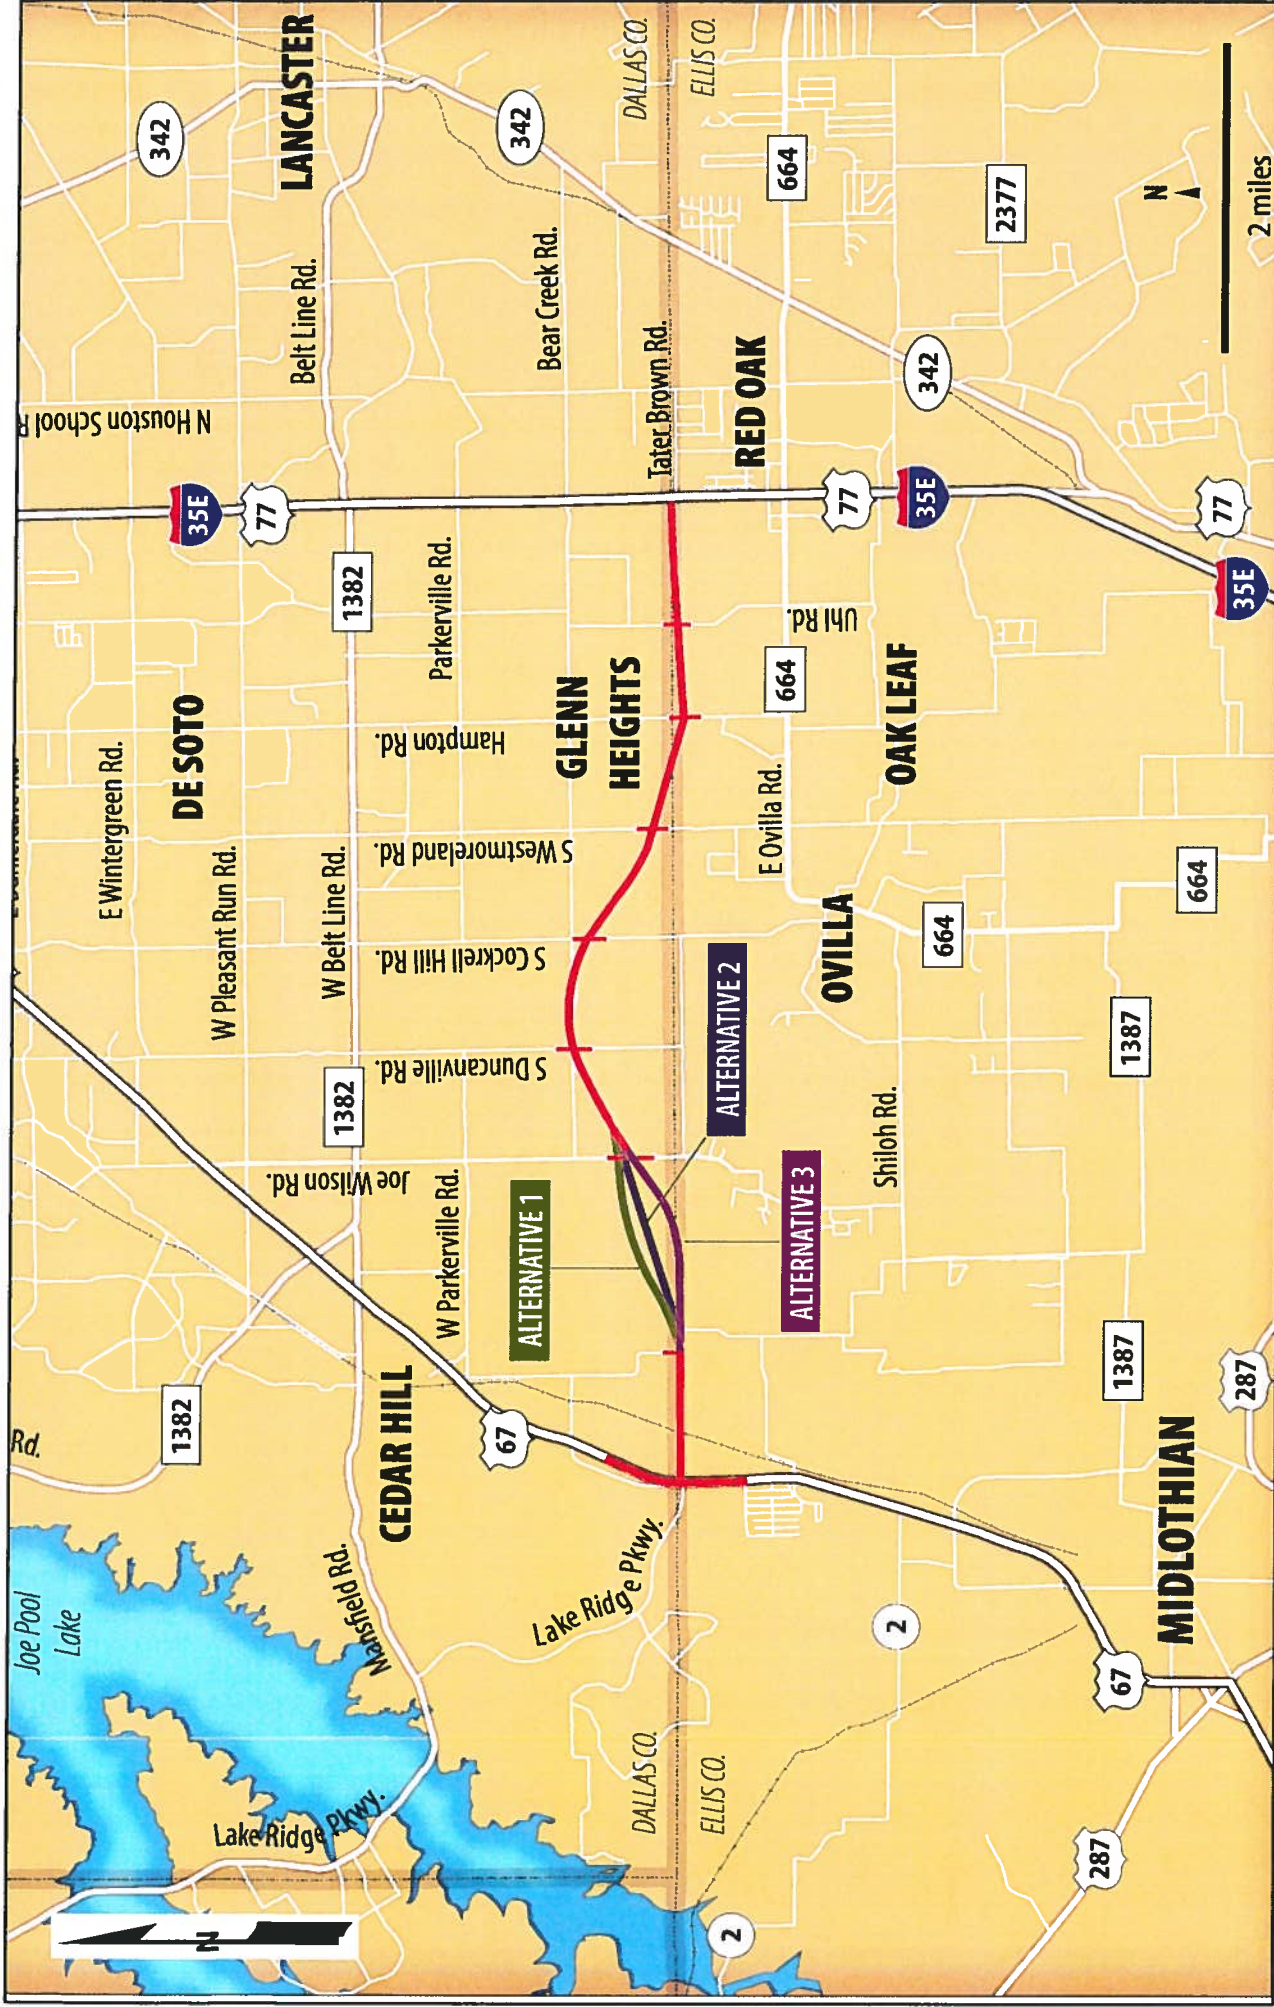 Joe Pool
Lake
Rd.
1382
E Wintergreen Rd.
DE SOTO
35E
77
N Houston School R
342
LANCASTER
W Pleasant Run Rd.
Lake Ridge Pkwy.
Mansfield Rd.
CEDAR HILL
1382
Joe Wilson Rd.
W Belt Line Rd.
1382
Belt Line Rd.
67
W Parkerville Rd.
S Duncanville Rd.
S Cockrell Hill Rd.
S Westmoreland Rd.
Hampton Rd.
Parkerville Rd.
Bear Creek Rd.
342
Lake Ridge Pkwy.
ALTERNATIVE 1
GLENN
HEIGHTS
Tater Brown Rd.
DALLAS CO.
ELLIS CO.
DALLAS CO.
ELLIS CO.
ALTERNATIVE 2
ALTERNATIVE 3
E Ovilla Rd.
664
Uhl Rd.
RED OAK
664
2
OVILLA
OAK LEAF
77
35E
342
2377
2
Shiloh Rd.
664
N
287
67
MIDLOTHIAN
1387
1387
664
287
35E
77
2 miles
N